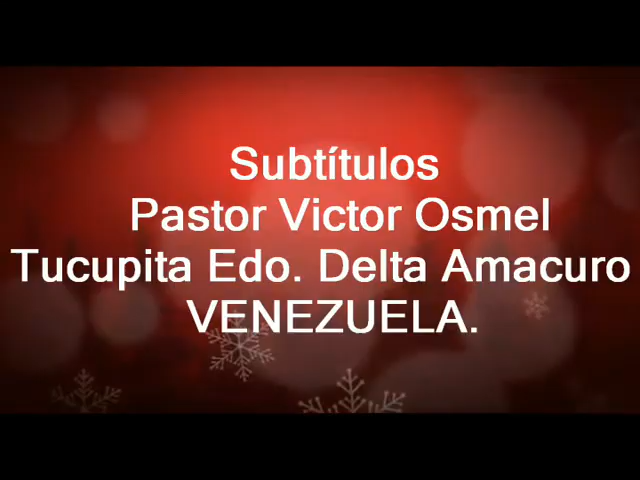 Subtítulos
Pastor Victor Osmel
Tucupita Edo. Delta Amacuro
VENEZUELA.